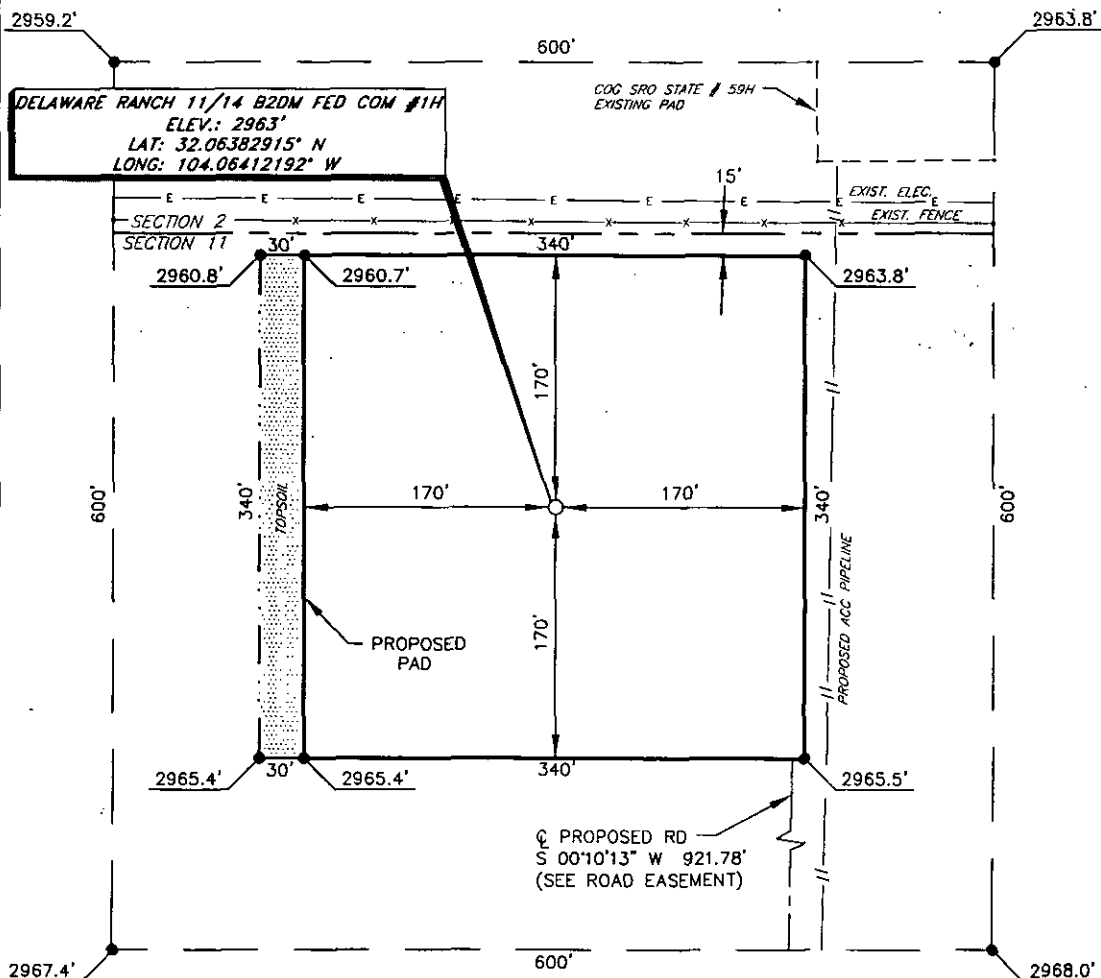 2959.2'
600'
2963.8'
COG SRO STATE # 59H
EXISTING PAD
DELAWARE RANCH 11/14 B2DM FED COM #1H
ELEV.: 2963'
LAT: 32.06382915° N
LONG: 104.06412192° W
15'
E E E E E E E
EXIST. ELEC.
SECTION 2
X X X X X X X X
EXIST. FENCE
SECTION 11
30'
340'
2960.8'
2960.7'
2963.8'
170'
600'
340'
TOPSOIL
170'
170'
340'
600'
PROPOSED ACC PIPELINE
PROPOSED
PAD
170'
2965.4'
30'
2965.4'
340'
2965.5'
℄ PROPOSED RD
S 00°10'13" W 921.78'
(SEE ROAD EASEMENT)
2967.4'
600'
2968.0'